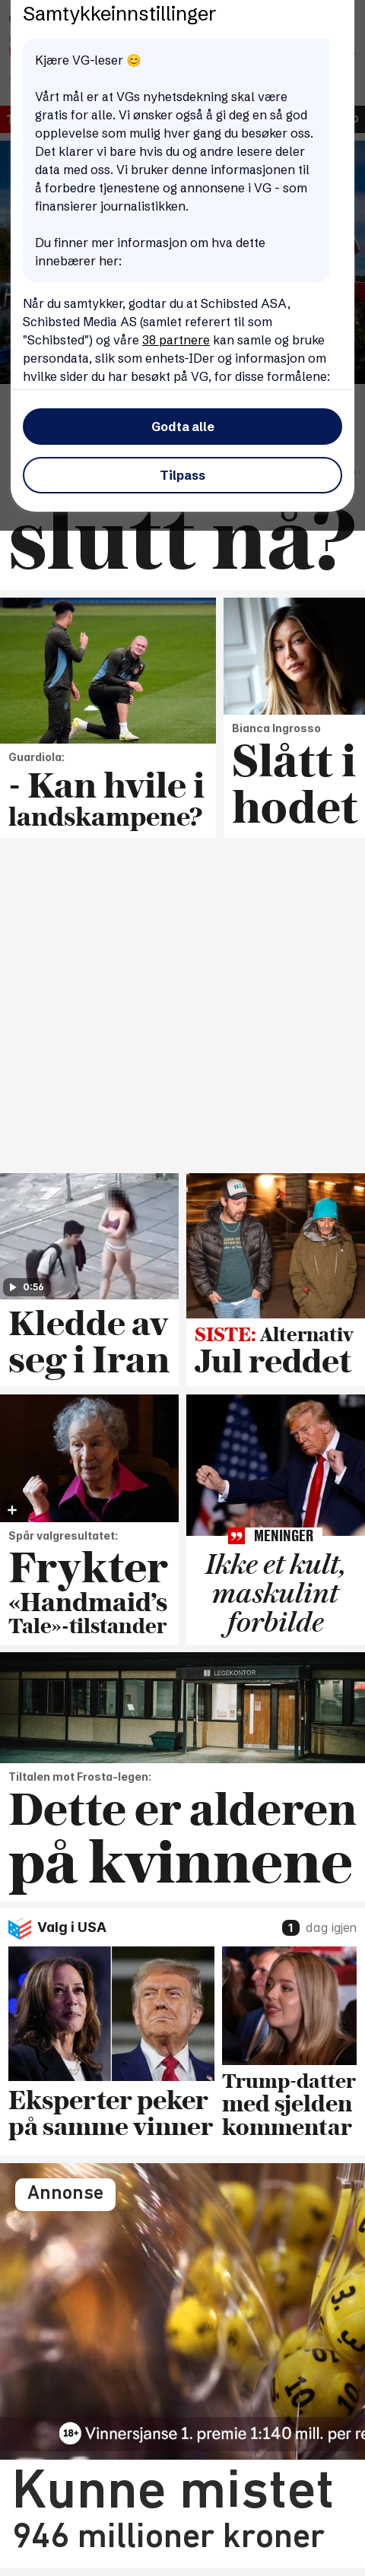 Samtykkeinnstillinger
Kjære VG-leser 😊
Vårt mål er at VGs nyhetsdekning skal være
gratis for alle. Vi ønsker også å gi deg en så god
opplevelse som mulig hver gang du besøker oss.
Det klarer vi bare hvis du og andre lesere deler
data med oss. Vi bruker denne informasjonen til
å forbedre tjenestene og annonsene i VG - som
finansierer journalistikken.
Du finner mer informasjon om hva dette
innebærer her:
Når du samtykker, godtar du at Schibsted ASA,
Schibsted Media AS (samlet referert til som
"Schibsted") og våre 38 partnere kan samle og bruke
persondata, slik som enhets-IDer og informasjon om
hvilke sider du har besøkt på VG, for disse formålene:
Godta alle
Tilpass
slutt nå?
Guardiola:
- Kan hvile i
landskampene?
Bianca Ingrosso
Slått i
hodet
0:56
Kledde av
seg i Iran
SISTE: Alternativ
Jul reddet
Spår valgresultatet:
Frykter
«Handmaid's
Tale»-tilstander
MENINGER
Ikke et kult,
maskulint
forbilde
LEGEKONTOR
Tiltalen mot Frosta-legen:
Dette er alderen
på kvinnene
Valg i USA
1 dag igjen
Eksperter peker
på samme vinner
Trump-datter
med sjelden
kommentar
Annonse
18+ Vinnersjanse 1. premie 1:140 mill. per re
Kunne mistet
946 millioner kroner